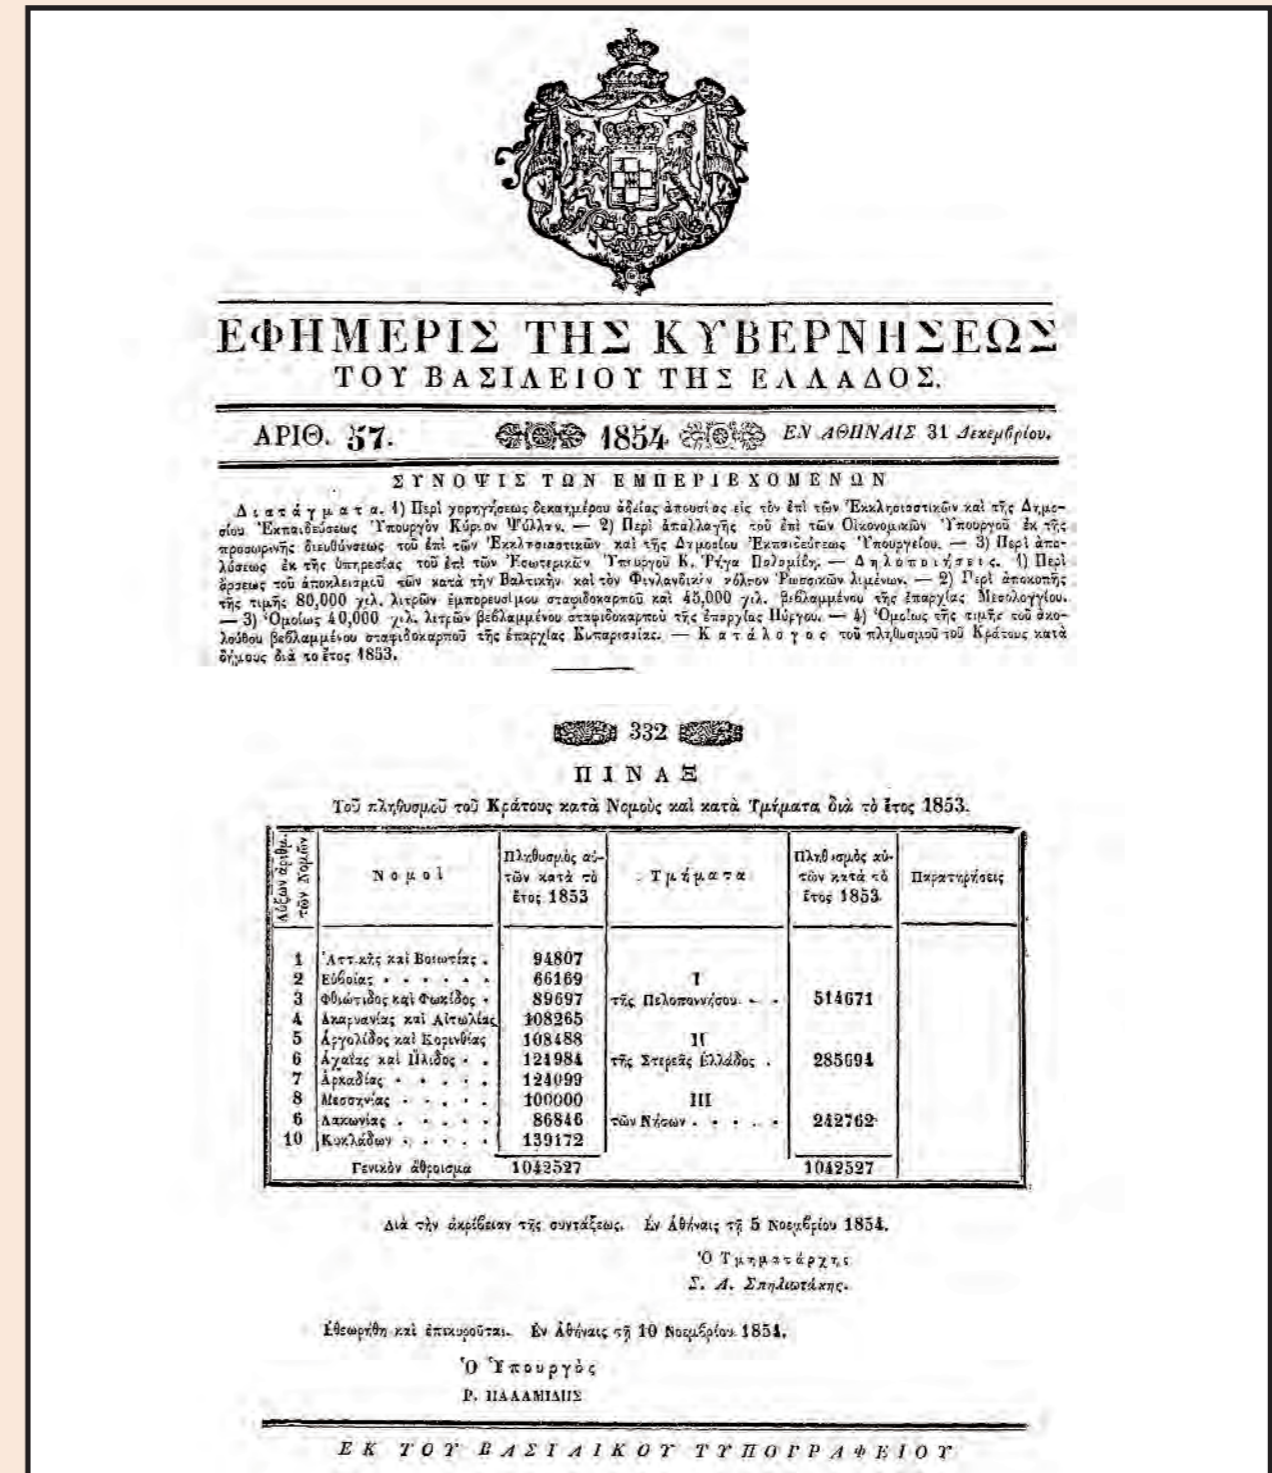 ΕΦΗΜΕΡΙΣ ΤΗΣ ΚΥΒΕΡΝΗΣΕΩΣ
ΤΟΥ ΒΑΣΙΛΕΙΟΥ ΤΗΣ ΕΛΛΑΔΟΣ.
ΑΡΙΘ. 57. 1854 ΕΝ ΑΘΗΝΑΙΣ 31 Δεκεμβρίου.
ΣΥΝΟΨΙΣ ΤΩΝ ΕΜΠΕΡΙΕΧΟΜΕΝΩΝ
Διατάγματα. 1) Περὶ χορηγήσεως δεκαημέρου ἀδείας ἀπουσίας εἰς τὸν ἐπὶ τῶν Ἐκκλησιαστικῶν καὶ τῆς Δημο-
σίου Ἐκπαιδεύσεως Ὑπουργὸν Κύριον Ψύλλαν. — 2) Περὶ ἀπαλλαγῆς τοῦ ἐπὶ τῶν Οἰκονομικῶν Ὑπουργοῦ ἐκ τῆς
προσωρινῆς διευθύνσεως τοῦ ἐπὶ τῶν Ἐκκλησιαστικῶν καὶ τῆς Δημοσίου Ἐκπαιδεύσεως Ὑπουργείου. — 3) Περὶ ἀπο-
λύσεως ἐκ τῆς ὑπηρεσίας τοῦ ἐπὶ τῶν Ἐσωτερικῶν Ὑπουργοῦ Κ. Ῥήγα — Δηλοποιήσεις. 1) Περὶ
ἄρσεως τοῦ ἀποκλεισμοῦ τῶν κατὰ τὴν Βαλτικὴν καὶ τὸν Φινλανδικὸν κόλπον Ῥωσσικῶν λιμένων. — 2) Περὶ ἀποκοπῆς
τῆς τιμῆς 80,000 χιλ. λιτρῶν ἐμπορευσίμου σταφιδοκαρποῦ καὶ 45,000 χιλ. βεβλαμμένου τῆς ἐπαρχίας Μεσολογγίου.
— 3) Ὁμοίως 40,000 χιλ. λιτρῶν βεβλαμμένου σταφιδοκαρποῦ τῆς ἐπαρχίας Πύργου. — 4) Ὁμοίως τῆς τιμῆς τοῦ ἀκο-
λούθου βεβλαμμένου σταφιδοκαρποῦ τῆς ἐπαρχίας Κυπαρισσίας. — Κατάλογος τοῦ πληθυσμοῦ τοῦ Κράτους κατὰ
δήμους διὰ το ἔτος 1853.
332
ΠΙΝΑΞ
Τοῦ πληθυσμοῦ τοῦ Κράτους κατὰ Νομοὺς καὶ κατὰ Τμήματα διὰ τὸ ἔτος 1853.
Αὔξων ἀριθμ. τῶν Νομῶν
Νομοὶ
Πληθυσμὸς αὐ-
τῶν κατὰ τὸ
ἔτος 1853
Τμήματα
Πληθυσμὸς αὐ-
τῶν κατὰ τὸ
ἔτος 1853
Παρατηρήσεις
1 Ἀττικῆς καὶ Βοιωτίας . 94807
2 Εὐβοίας . . . . . . 66169 I
3 Φθιώτιδος καὶ Φωκίδος . 89697 τῆς Πελοποννήσου . . 514671
4 Ακαρνανίας καὶ Αἰτωλίας 108265
5 Ἀργολίδος καὶ Κορινθίας 108488 II
6 Ἀχαΐας καὶ Ἤλιδος . . 121984 τῆς Στερεᾶς Ἑλλάδος . 285694
7 Ἀρκαδίας . . . . . 124099
8 Μεσσηνίας . . . . . 100000 III
6 Λακωνίας . . . . . 86846 τῶν Νήσων . . . . . 242762
10 Κυκλάδων . . . . . 139172
Γενικὸν ἄθροισμα 1042527 1042527
Διὰ τὴν ἀκρίβειαν τῆς συντάξεως. Ἐν Ἀθήναις τῇ 5 Νοεμβρίου 1854.
Ὁ Τμηματάρχης
Σ. Α. Σπηλιωτάκης.
Ἐθεωρήθη καὶ ἐπικυροῦται. Ἐν Ἀθήναις τῇ 10 Νοεμβρίου 1854.
Ὁ Ὑπουργὸς
Ρ. ΠΑΛΑΜΙΔΗΣ
ΕΚ ΤΟΥ ΒΑΣΙΛΙΚΟΥ ΤΥΠΟΓΡΑΦΕΙΟΥ